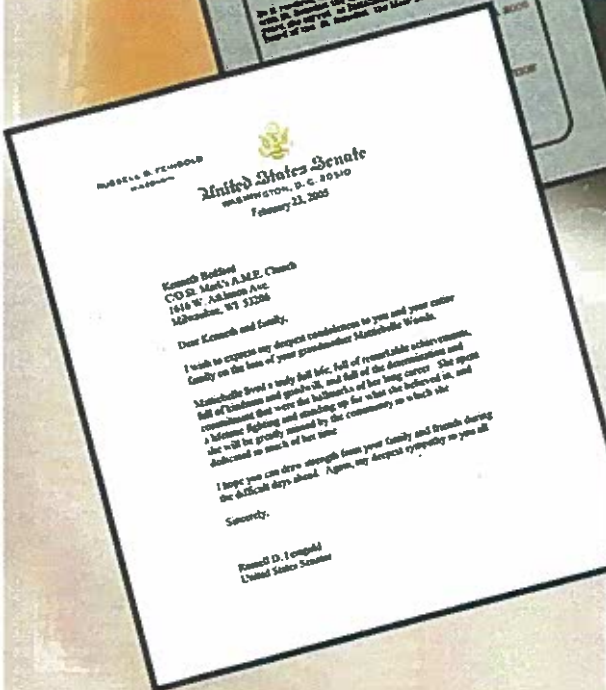 RUSSELL D. FEINGOLD
WISCONSIN
United States Senate
WASHINGTON, D.C. 20510
February 23, 2005
Kenneth Bedford
C/O St. Mark's A.M.E. Church
1616 W. Atkinson Ave.
Milwaukee, WI 53206
Dear Kenneth and family,
I wish to express my deepest condolences to you and your entire
family on the loss of your grandmother Mattiebelle Woods.
Mattiebelle lived a truly full life, full of remarkable achievements,
full of kindness and goodwill, and full of the determination and
commitment that were the hallmarks of her long career. She spent
a lifetime fighting and standing up for what she believed in, and
she will be greatly missed by the community to which she
dedicated so much of her time.
I hope you can draw strength from your family and friends during
the difficult days ahead. Again, my deepest sympathy to you all.
Sincerely,
Russell D. Feingold
United States Senator